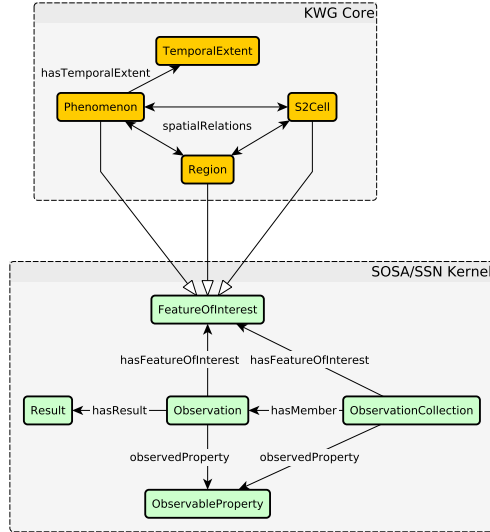 KWG Core
TemporalExtent
hasTemporalExtent
Phenomenon
S2Cell
spatialRelations
Region
SOSA/SSN Kernel
FeatureOfInterest
hasFeatureOfInterest hasFeatureOfInterest
Result hasResult Observation hasMember ObservationCollection
observedProperty observedProperty
ObservableProperty